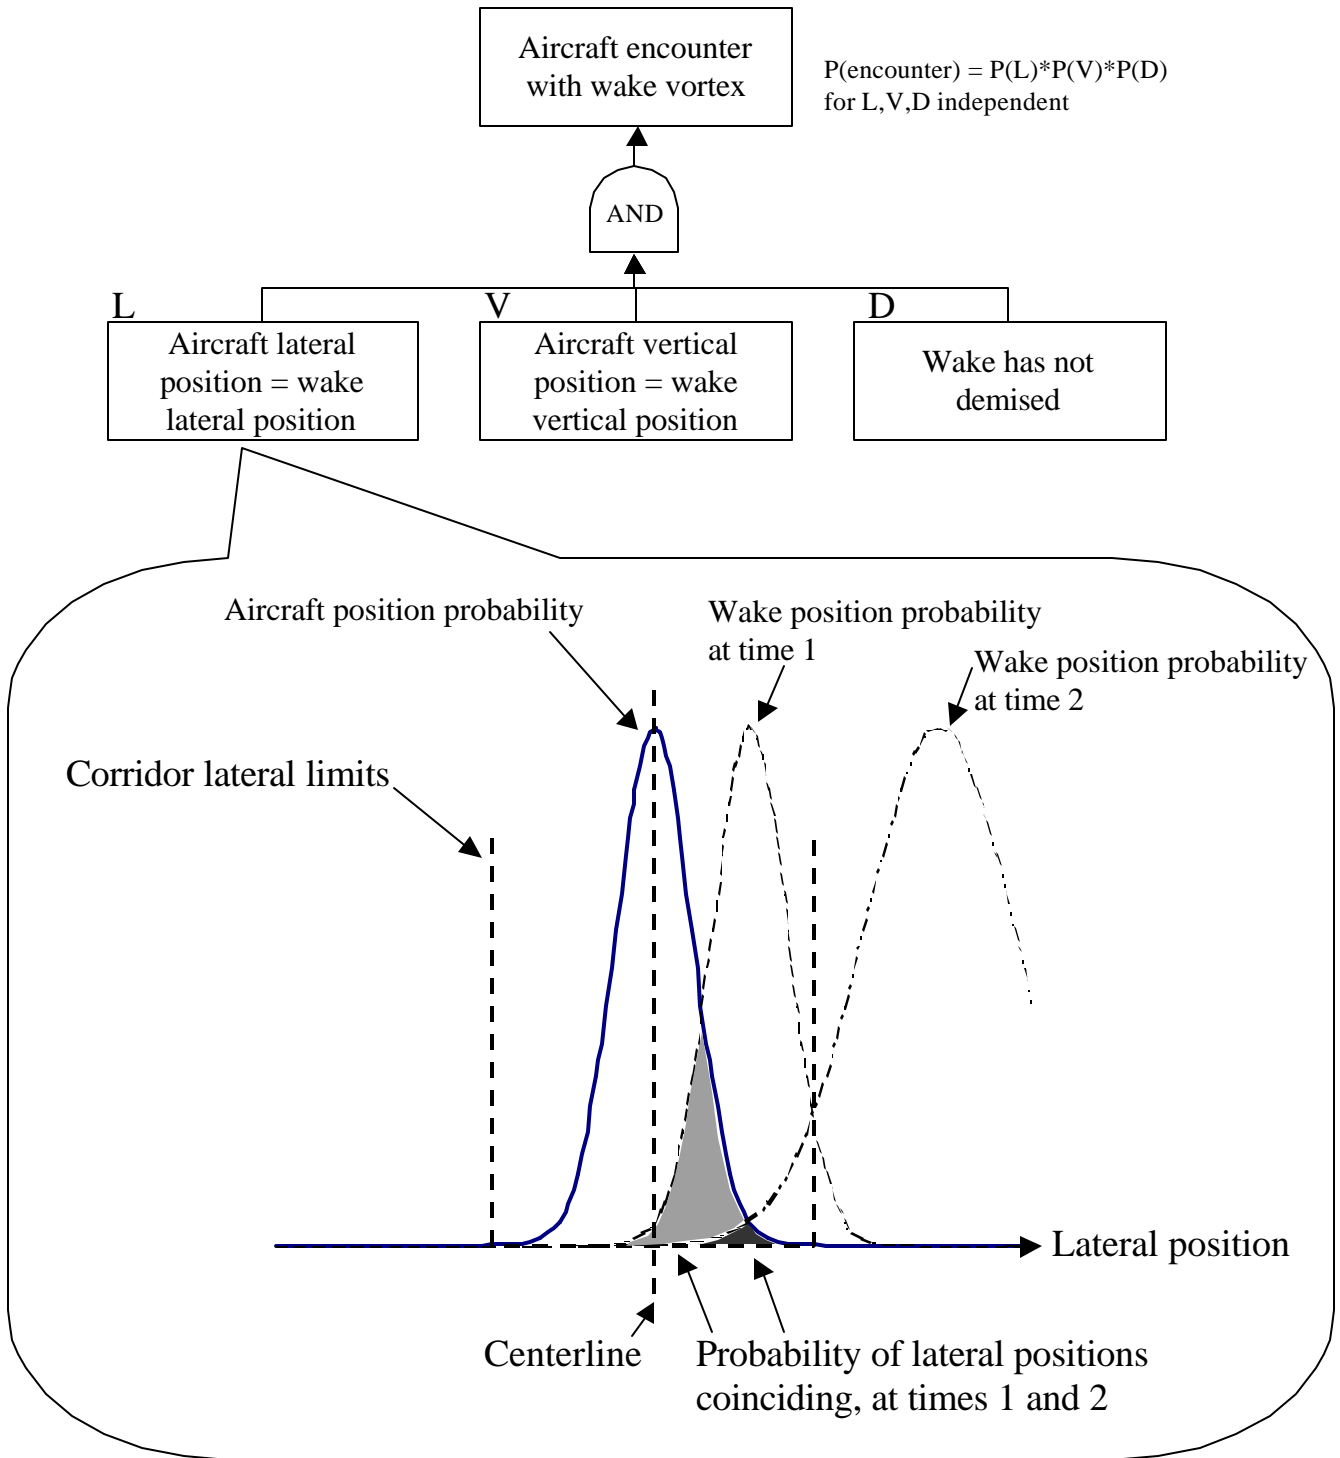 Aircraft encounter
with wake vortex
P(encounter) = P(L)*P(V)*P(D)
for L,V,D independent
AND
L
V
D
Aircraft lateral
position = wake
lateral position
Aircraft vertical
position = wake
vertical position
Wake has not
demised
Aircraft position probability
Wake position probability
at time 1
Wake position probability
at time 2
Corridor lateral limits
Lateral position
Centerline
Probability of lateral positions
coinciding, at times 1 and 2